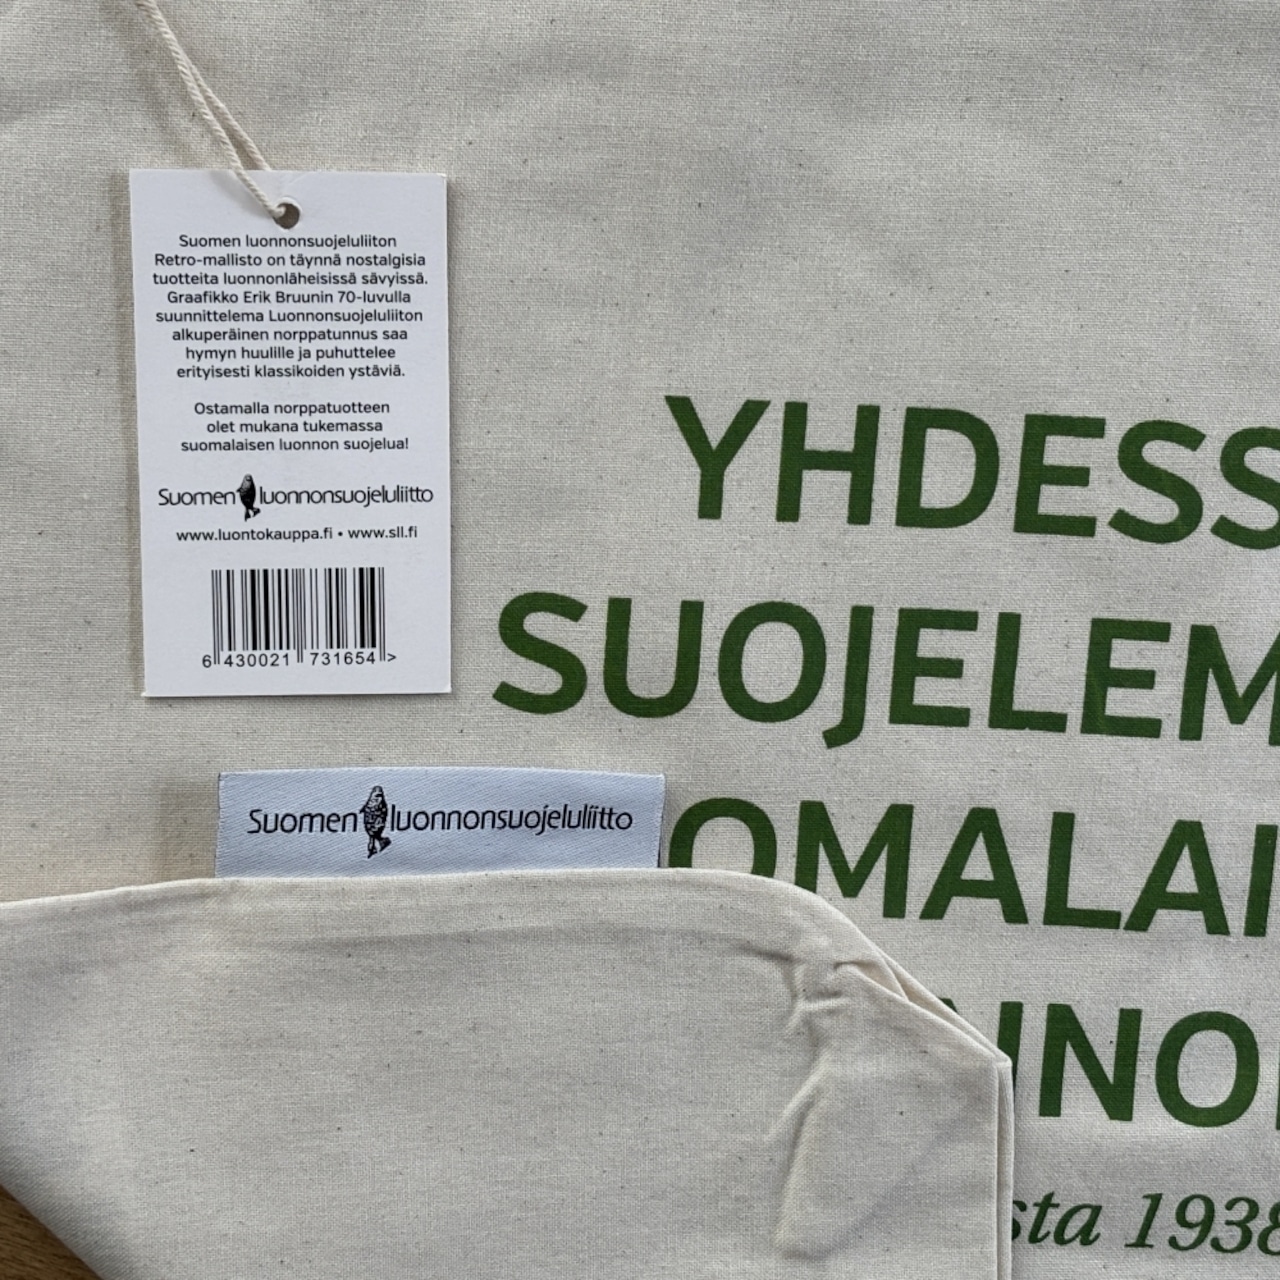 Suomen luonnonsuojeluliiton
Retro-mallisto on täynnä nostalgisia
tuotteita luonnonläheisissä sävyissä.
Graafikko Erik Bruunin 70-luvulla
suunnittelema Luonnonsuojeluliiton
alkuperäinen norppatunnus saa
hymyn huulille ja puhuttelee
erityisesti klassikoiden ystäviä.
Ostamalla norppatuotteen
olet mukana tukemassa
suomalaisen luonnon suojelua!
Suomen luonnonsuojeluliitto
www.luontokauppa.fi • www.sll.fi
6 430021 731654 >
Suomen luonnonsuojeluliitto
YHDESS
SUOJELEM
OMALAI
NNO
sta 1938